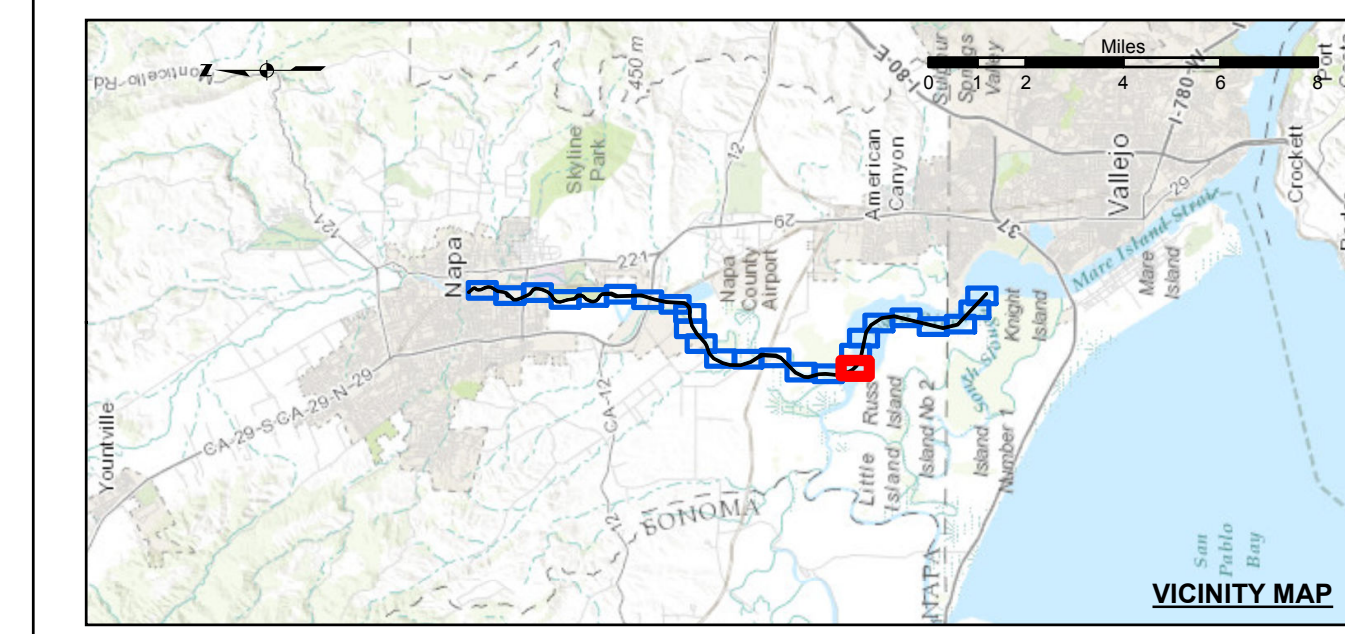 Monticello Rd
Z
450 m
I-80-E
Sulphur
Springs
Valley
Miles
0 1 2 4 6 8
I-780-W
Port
Skyline
Park
12
American
Canyon
Vallejo
29
Crockett
121
Napa
221
29
Napa
County
Airport
37
Mare Island Strait
Mare
Island
Knight
Island
South Slough
Yountville
CA-29-S CA-29-N-29
CA-12
12
Russ
Island
Little
Island
Island No 2
Island
Number 1
SONOMA
NAPA
San
Pablo
Bay
VICINITY MAP